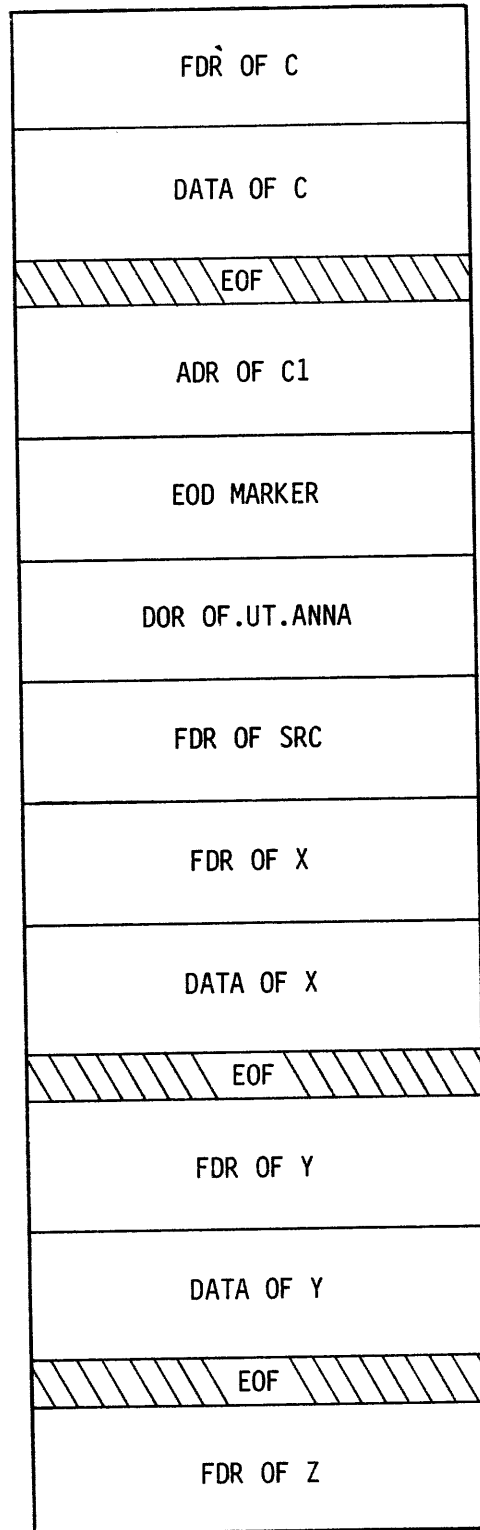 FDR OF C
DATA OF C
EOF
ADR OF C1
EOD MARKER
DOR OF.UT.ANNA
FDR OF SRC
FDR OF X
DATA OF X
EOF
FDR OF Y
DATA OF Y
EOF
FDR OF Z